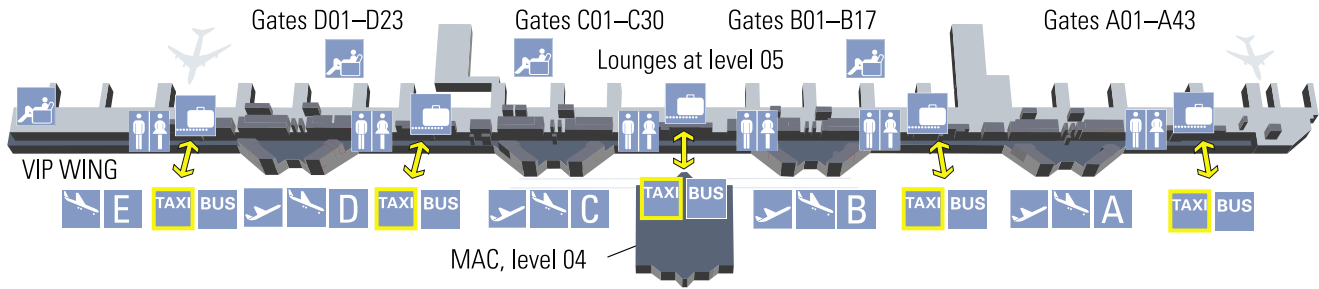 Gates D01–D23
Gates C01–C30
Gates B01–B17
Gates A01–A43
Lounges at level 05
VIP WING
E
TAXI BUS
D
TAXI BUS
C
TAXI BUS
B
TAXI BUS
A
TAXI BUS
MAC, level 04